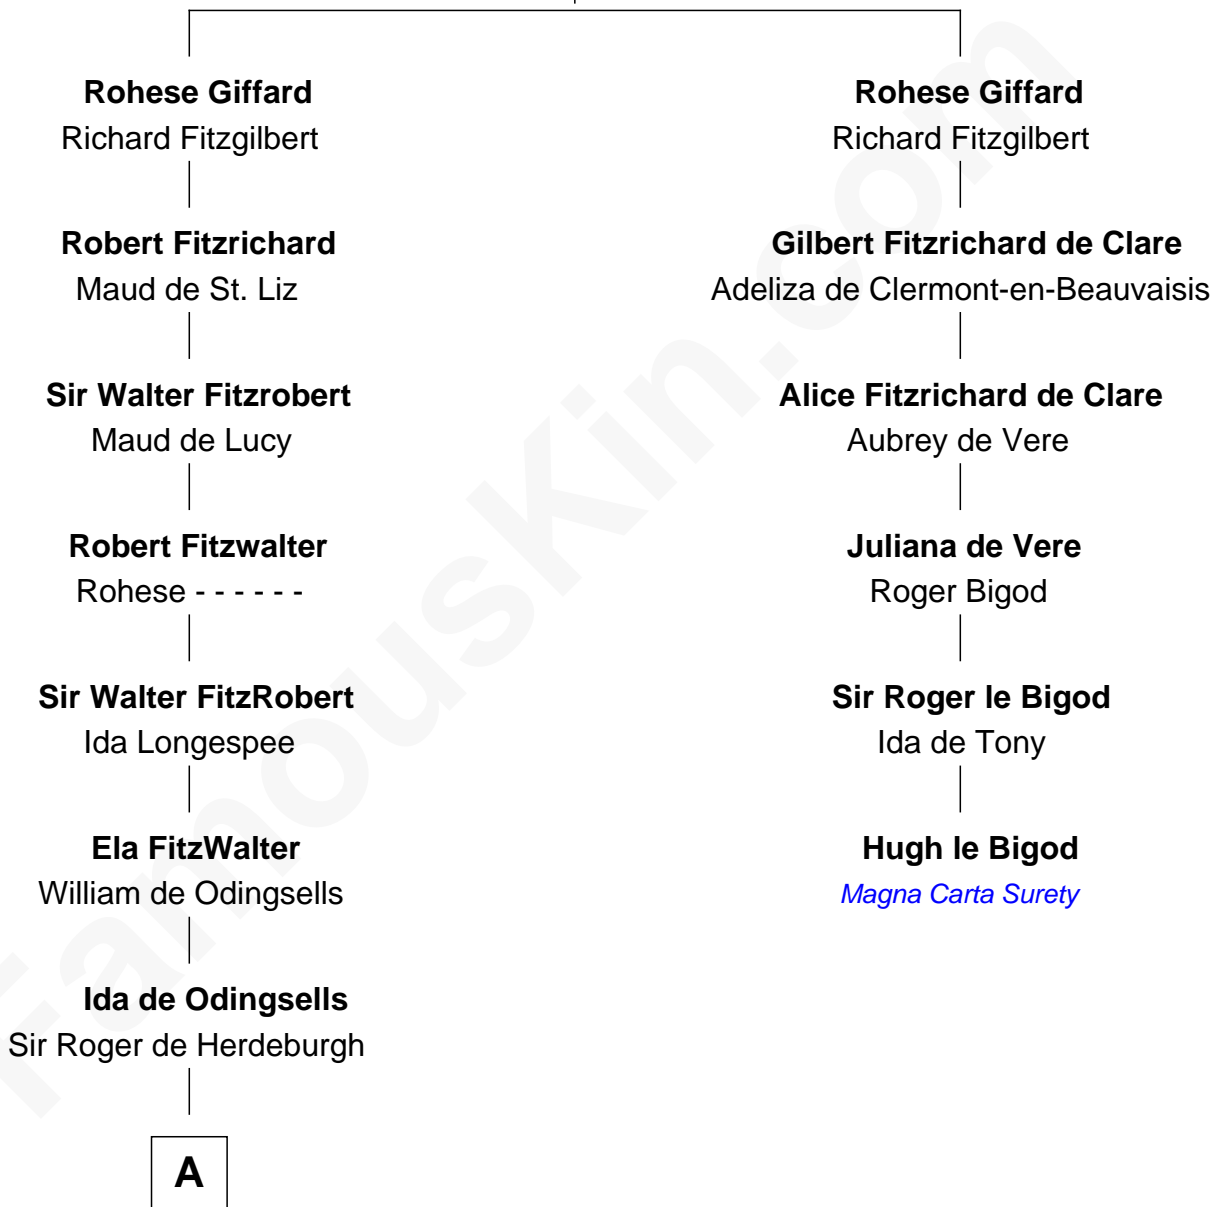 Rohese Giffard
Richard Fitzgilbert
Robert Fitzrichard
Maud de St. Liz
Sir Walter Fitzrobert
Maud de Lucy
Robert Fitzwalter
Rohese - - - - - -
Sir Walter FitzRobert
Ida Longespee
Ela FitzWalter
William de Odingsells
Ida de Odingsells
Sir Roger de Herdeburgh
A
Rohese Giffard
Richard Fitzgilbert
Gilbert Fitzrichard de Clare
Adeliza de Clermont-en-Beauvaisis
Alice Fitzrichard de Clare
Aubrey de Vere
Juliana de Vere
Roger Bigod
Sir Roger le Bigod
Ida de Tony
Hugh le Bigod
Magna Carta Surety
FamousKin.com